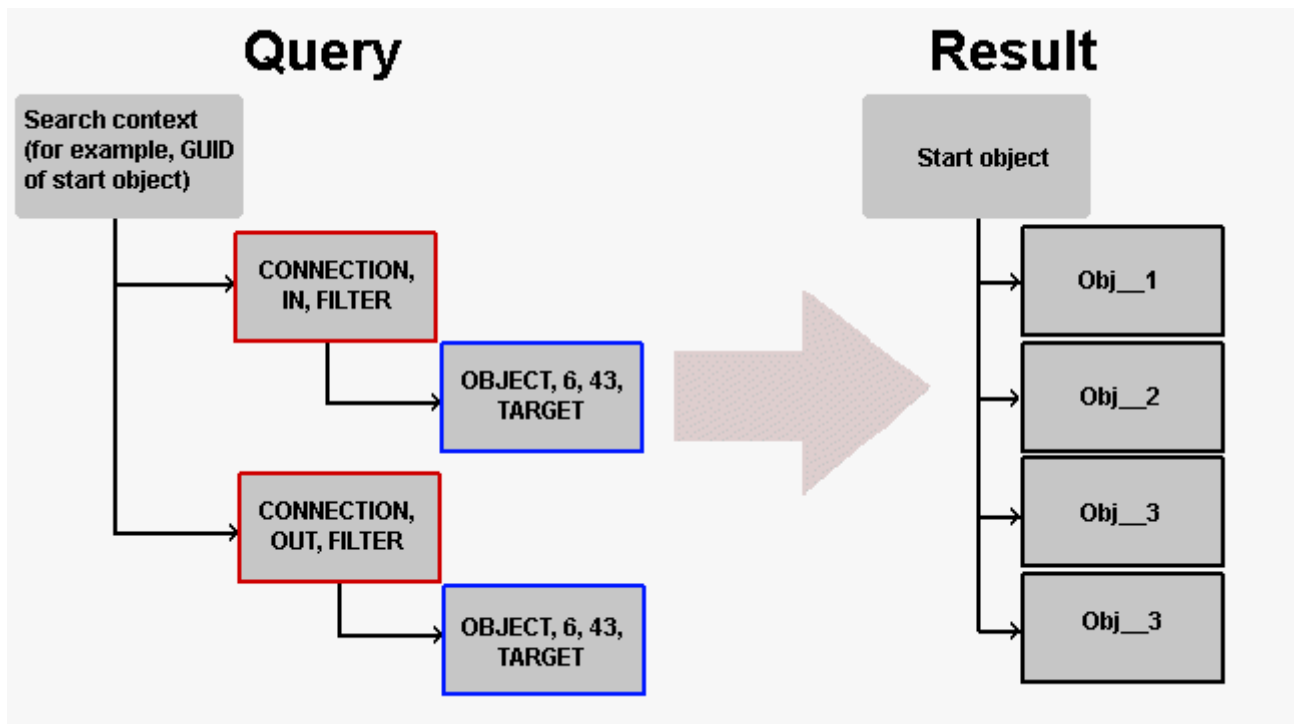 Query
Result
Search context
(for example, GUID
of start object)
Start object
CONNECTION,
IN, FILTER
OBJECT, 6, 43,
TARGET
CONNECTION,
OUT, FILTER
OBJECT, 6, 43,
TARGET
Obj__1
Obj__2
Obj__3
Obj__3